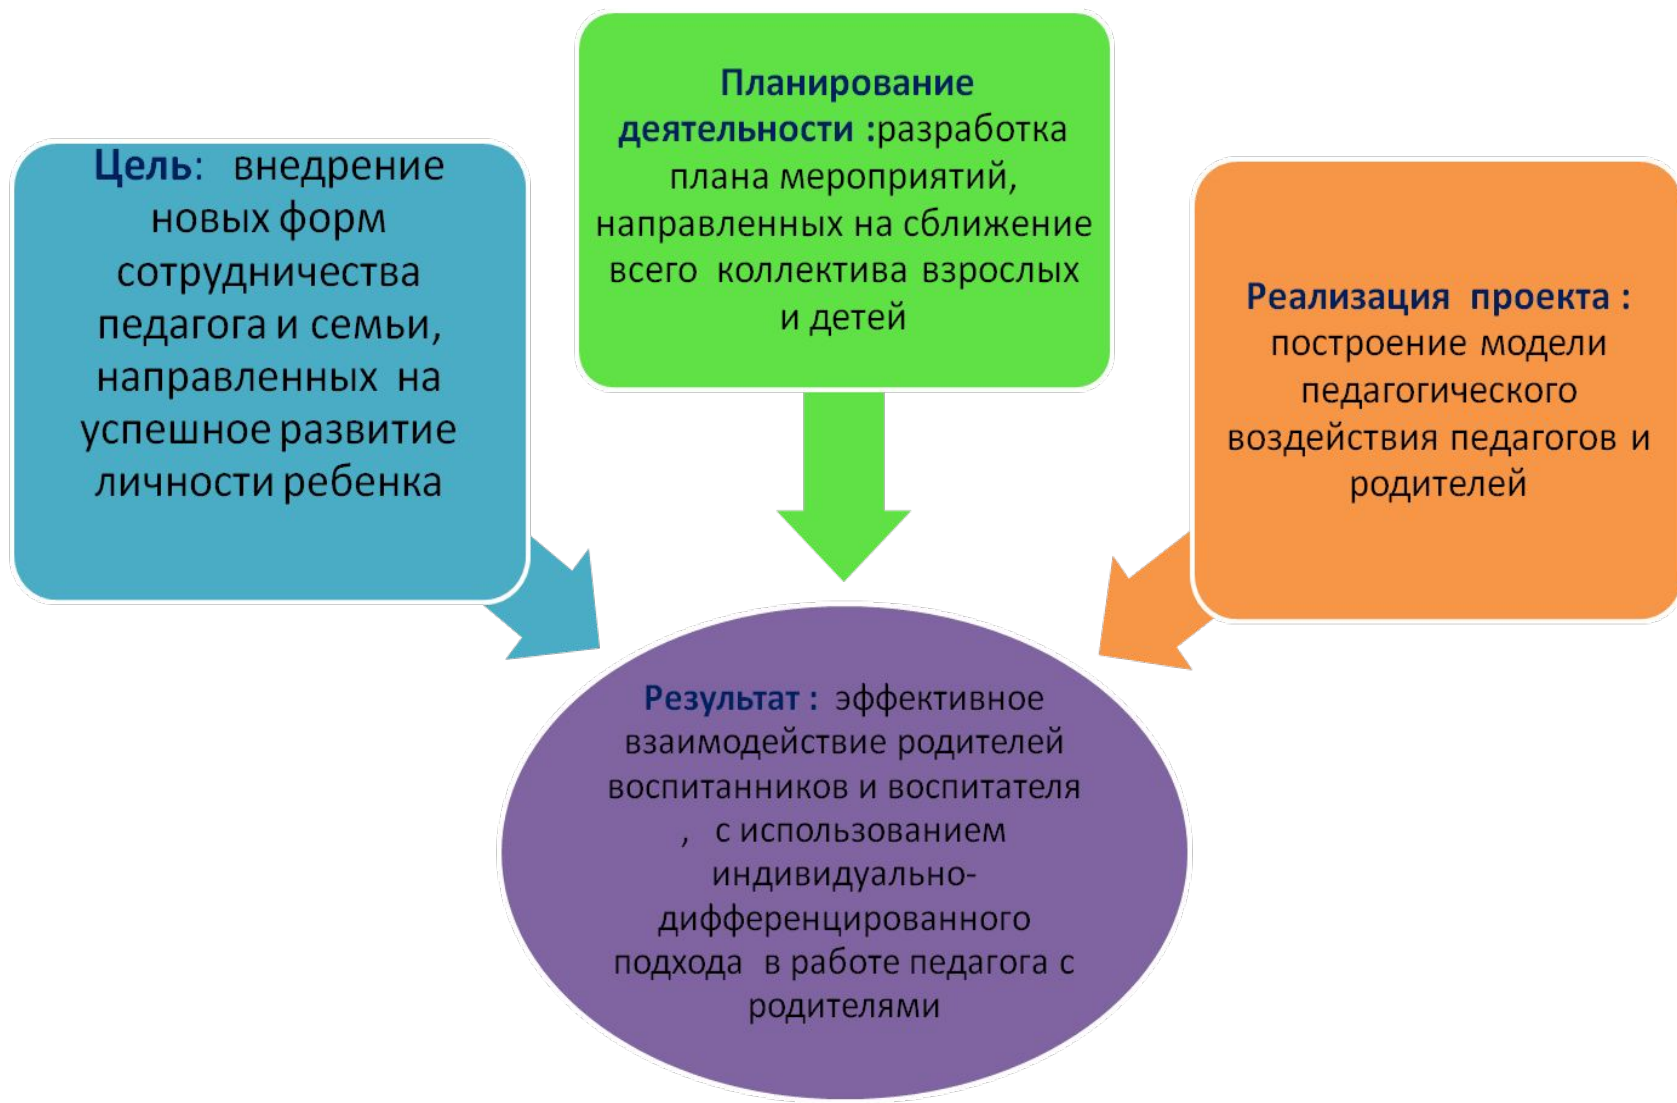 Цель: внедрение
новых форм
сотрудничества
педагога и семьи,
направленных на
успешное развитие
личности ребенка
Планирование
деятельности :разработка
плана мероприятий,
направленных на сближение
всего коллектива взрослых
и детей
Реализация проекта :
построение модели
педагогического
воздействия педагогов и
родителей
Результат : эффективное
взаимодействие родителей
воспитанников и воспитателя
, с использованием
индивидуально-
дифференцированного
подхода в работе педагога с
родителями